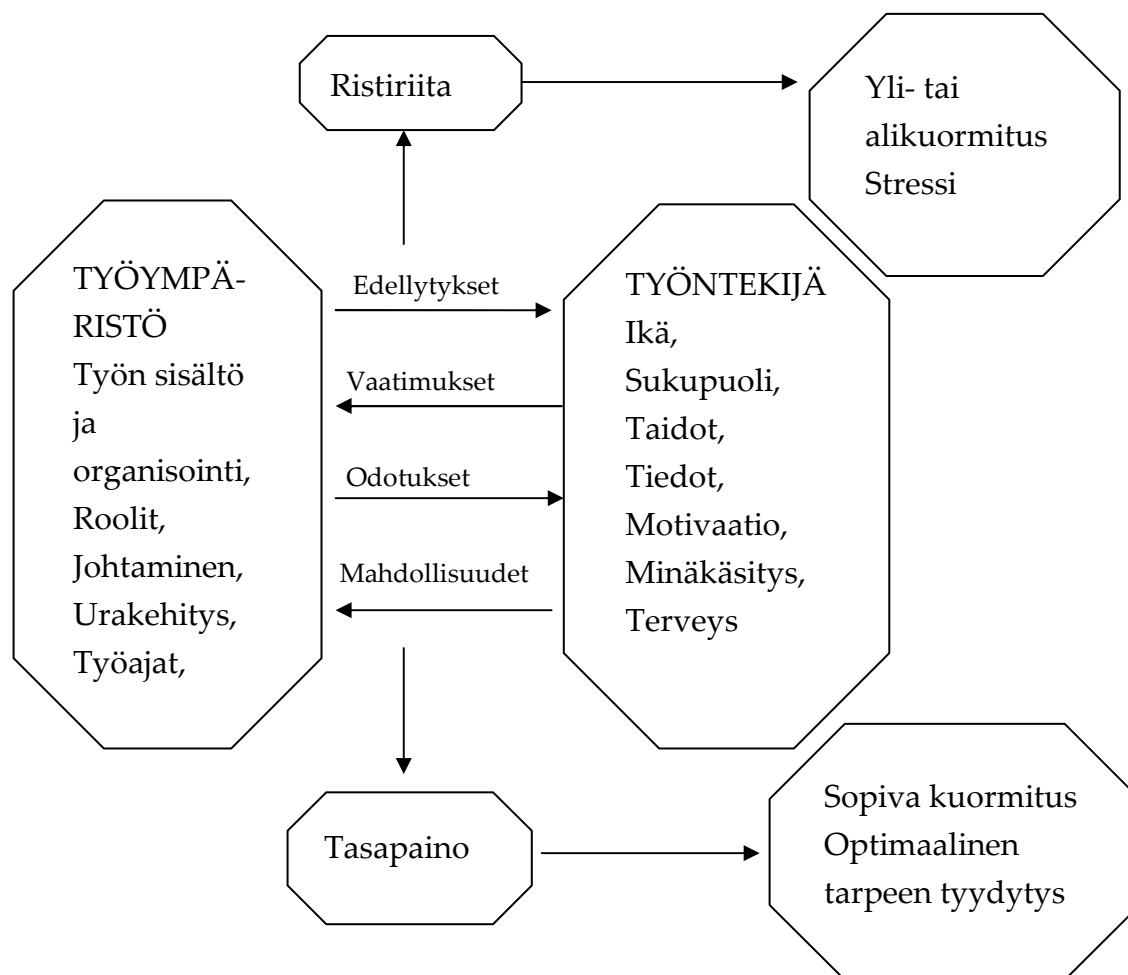 Ristiriita
Yli- tai
alikuormitus
Stressi
TYÖYMPÄ-
RISTÖ
Työn sisältö
ja
organisointi,
Roolit,
Johtaminen,
Urakehitys,
Työajat,
Edellytykset
Vaatimukset
Odotukset
Mahdollisuudet
TYÖNTEKIJÄ
Ikä,
Sukupuoli,
Taidot,
Tiedot,
Motivaatio,
Minäkäsitys,
Terveys
Tasapaino
Sopiva kuormitus
Optimaalinen
tarpeen tyydytys